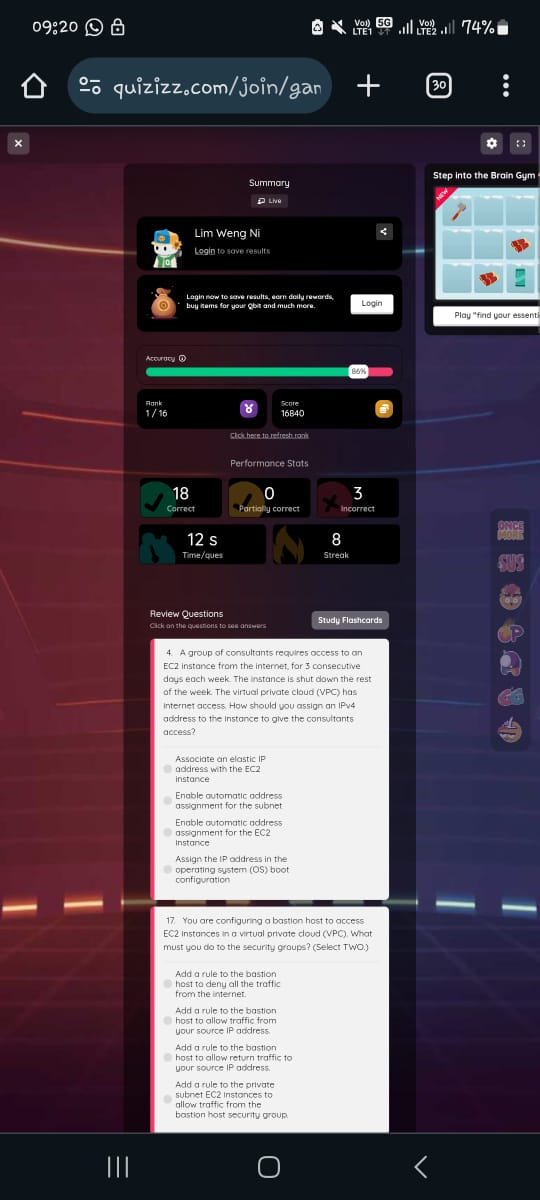 09:20
Vo)) 5G Vo))
LTE1 LTE2 74%
quizizz.com/join/gar
30
Summary
Live
Step into the Brain Gym
NEW
Lim Weng Ni
Login to save results
Login now to save results, earn daily rewards,
buy items for your Qbit and much more.
Login
Play "find your essenti
Accuracy
86%
Rank
1 / 16
Score
16840
Click here to refresh rank
Performance Stats
18
Correct
0
Partially correct
3
Incorrect
12 s
Time/ques
8
Streak
ONCE
MORE
SUS
OP
GG
Review Questions
Click on the questions to see answers
Study Flashcards
4. A group of consultants requires access to an
EC2 instance from the internet, for 3 consecutive
days each week. The instance is shut down the rest
of the week. The virtual private cloud (VPC) has
internet access. How should you assign an IPv4
address to the instance to give the consultants
access?
Associate an elastic IP
address with the EC2
instance
Enable automatic address
assignment for the subnet
Enable automatic address
assignment for the EC2
instance
Assign the IP address in the
operating system (OS) boot
configuration
17. You are configuring a bastion host to access
EC2 instances in a virtual private cloud (VPC). What
must you do to the security groups? (Select TWO.)
Add a rule to the bastion
host to deny all the traffic
from the internet.
Add a rule to the bastion
host to allow traffic from
your source IP address.
Add a rule to the bastion
host to allow return traffic to
your source IP address.
Add a rule to the private
subnet EC2 instances to
allow traffic from the
bastion host security group.